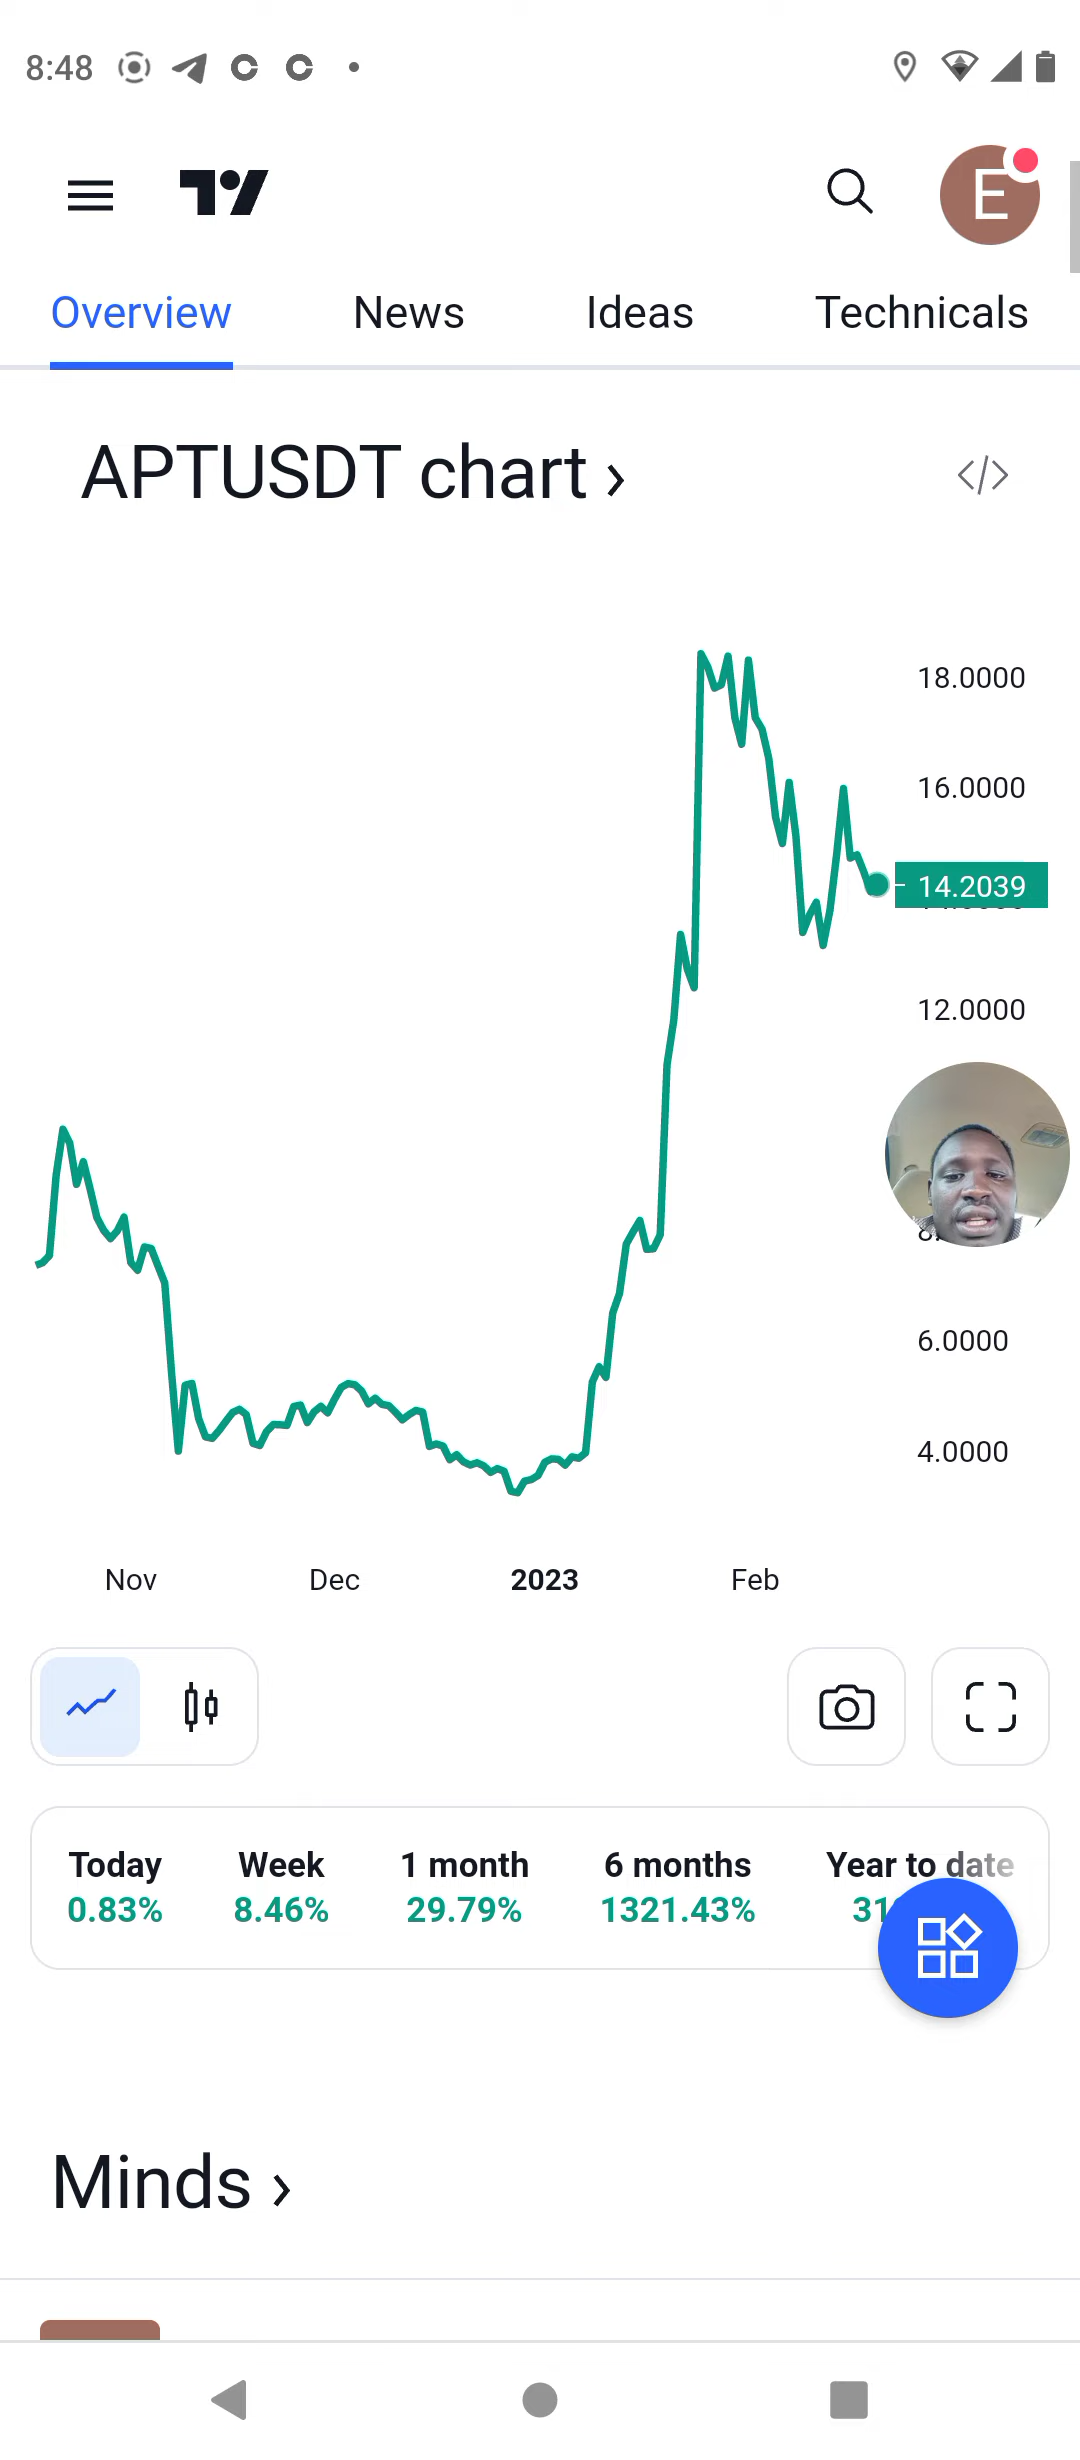 8:48
E
Overview News Ideas Technicals
APTUSDT chart ›
</>
18.0000
16.0000
14.2039
12.0000
6.0000
4.0000
Nov Dec 2023 Feb
Today Week 1 month 6 months Year to date
0.83% 8.46% 29.79% 1321.43%
Minds ›